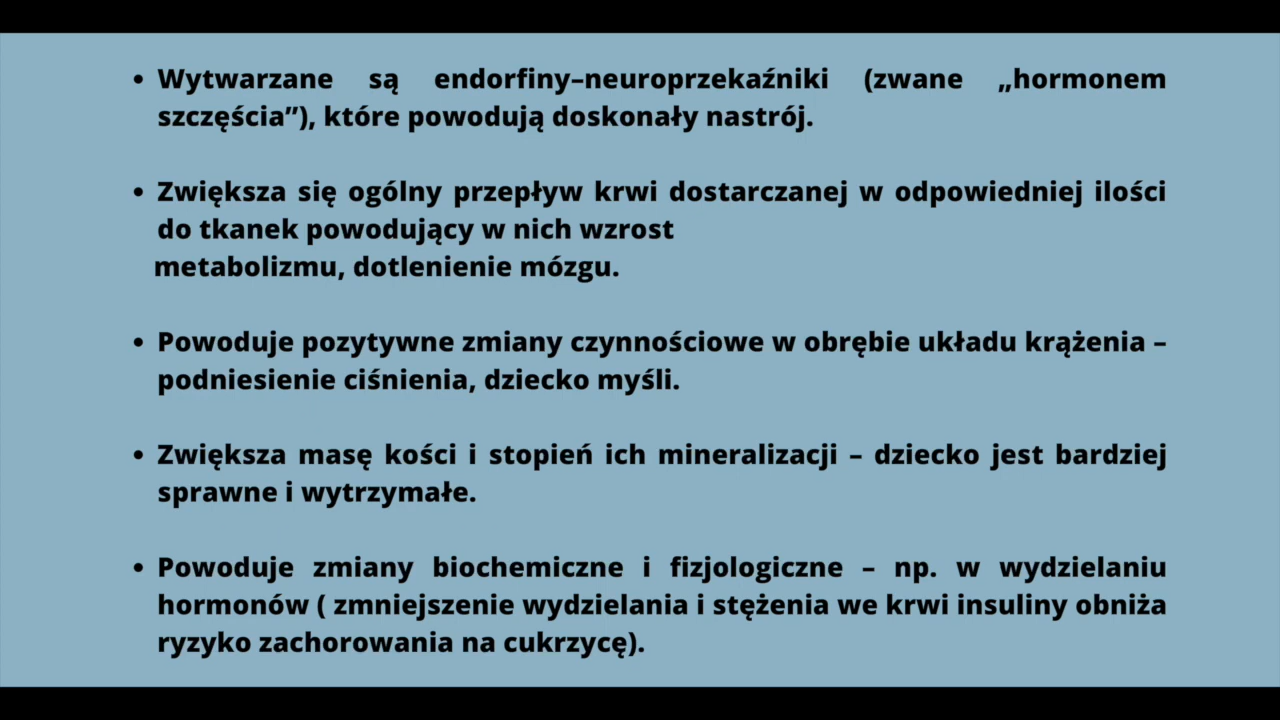 • Wytwarzane są endorfiny–neuroprzekaźniki (zwane „hormonem
szczęścia”), które powodują doskonały nastrój.
• Zwiększa się ogólny przepływ krwi dostarczanej w odpowiedniej ilości
do tkanek powodujący w nich wzrost
metabolizmu, dotlenienie mózgu.
• Powoduje pozytywne zmiany czynnościowe w obrębie układu krążenia –
podniesienie ciśnienia, dziecko myśli.
• Zwiększa masę kości i stopień ich mineralizacji – dziecko jest bardziej
sprawne i wytrzymałe.
• Powoduje zmiany biochemiczne i fizjologiczne – np. w wydzielaniu
hormonów ( zmniejszenie wydzielania i stężenia we krwi insuliny obniża
ryzyko zachorowania na cukrzycę).